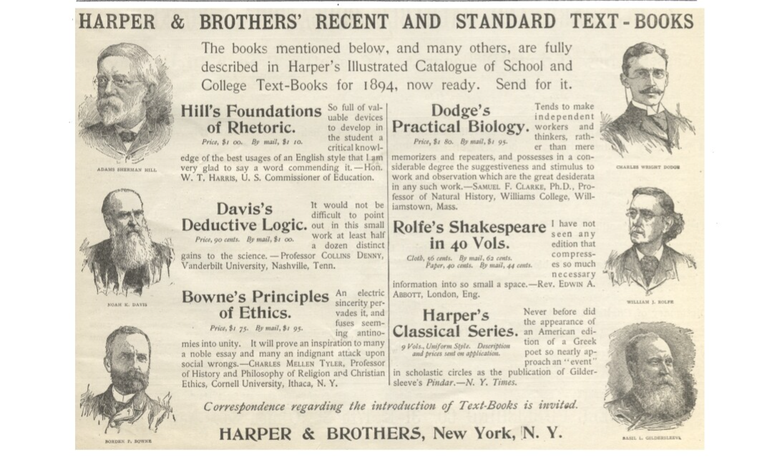 HARPER & BROTHERS' RECENT AND STANDARD TEXT-BOOKS
The books mentioned below, and many others, are fully
described in Harper's Illustrated Catalogue of School and
College Text-Books for 1894, now ready. Send for it.
ADAMS SHERMAN HILL
Hill's Foundations
of Rhetoric.
Price, $1 00. By mail, $1 10.
So full of val-
uable devices
to develop in
the student a
critical knowl-
edge of the best usages of an English style that I am
very glad to say a word commending it.—HON.
W. T. HARRIS, U. S. Commissioner of Education.
NOAH K. DAVIS
Davis's
Deductive Logic.
Price, 90 cents. By mail, $1 00.
It would not be
difficult to point
out in this small
work at least half
a dozen distinct
gains to the science.—Professor COLLINS DENNY,
Vanderbilt University, Nashville, Tenn.
BORDEN P. BOWNE
Bowne's Principles
of Ethics.
Price, $1 75. By mail, $1 95.
An electric
sincerity per-
vades it, and
fuses seem-
ing antino-
mies into unity. It will prove an inspiration to many
a noble essay and many an indignant attack upon
social wrongs.—CHARLES MELLEN TYLER, Professor
of History and Philosophy of Religion and Christian
Ethics, Cornell University, Ithaca, N. Y.
Dodge's
Practical Biology.
Price, $1 80. By mail, $1 95.
Tends to make
independent
workers and
thinkers, rath-
er than mere
memorizers and repeaters, and possesses in a con-
siderable degree the suggestiveness and stimulus to
work and observation which are the great desiderata
in any such work.—SAMUEL F. CLARKE, Ph.D., Pro-
fessor of Natural History, Williams College, Will-
iamstown, Mass.
CHARLES WRIGHT DODGE
Rolfe's Shakespeare
in 40 Vols.
Cloth, 56 cents. By mail, 62 cents.
Paper, 40 cents. By mail, 44 cents.
I have not
seen any
edition that
compress-
es so much
necessary
information into so small a space.—Rev. EDWIN A.
ABBOTT, London, Eng.
WILLIAM J. ROLFE
Harper's
Classical Series.
9 Vols., Uniform Style. Description
and prices sent on application.
Never before did
the appearance of
an American edi-
tion of a Greek
poet so nearly ap-
proach an "event"
in scholastic circles as the publication of Gilder-
sleeve's Pindar.—N. Y. Times.
BASIL L. GILDERSLEEVE
Correspondence regarding the introduction of Text-Books is invited.
HARPER & BROTHERS, New York, N. Y.